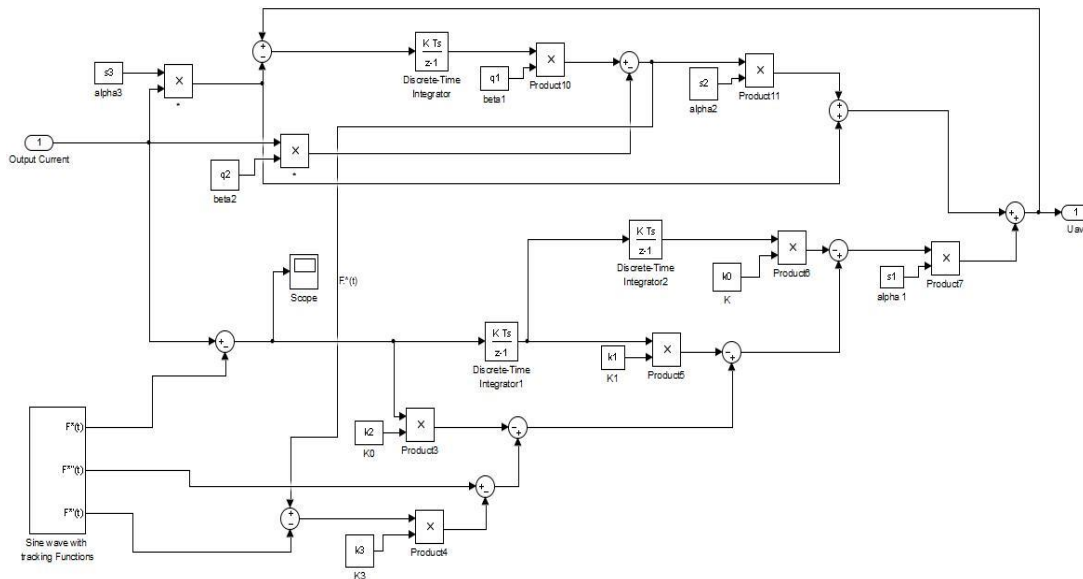 s3
alpha3
×
*
+
−
K Ts
z-1
Discrete-Time
Integrator
q1
beta1
×
Product10
+
−
s2
alpha2
×
Product11
+
+
1
Output Current
q2
beta2
×
*
+
+
1
Uav
F.*(t)
Scope
K Ts
z-1
Discrete-Time
Integrator2
k0
K
×
Product6
−
+
s1
alpha 1
×
Product7
+
−
K Ts
z-1
Discrete-Time
Integrator1
k1
K1
×
Product5
−
+
k2
K0
×
Product3
−
+
F*(t)
F*''(t)
F*'(t)
Sine wave with
tracking Functions
+
−
+
−
k3
K3
×
Product4